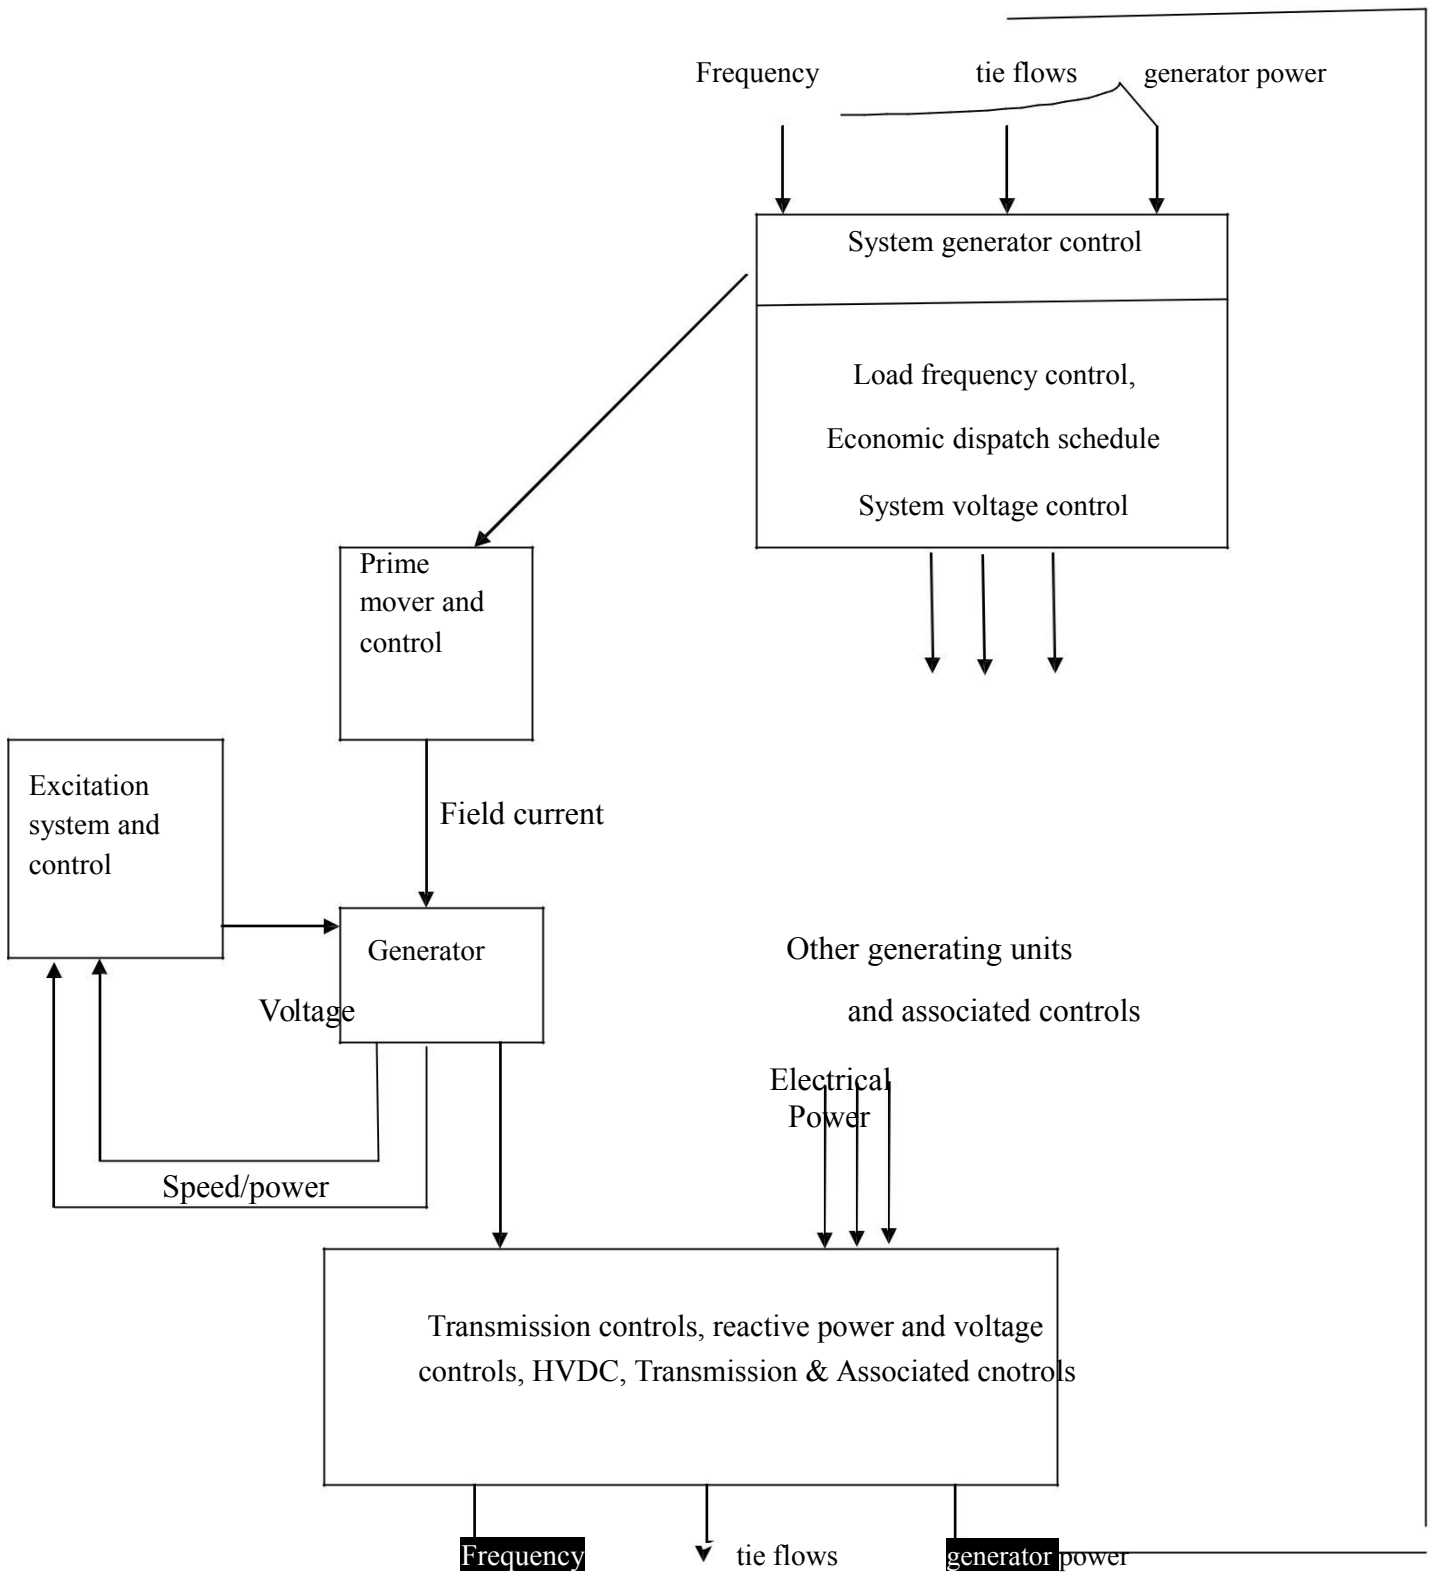 Frequency tie flows generator power
System generator control
Load frequency control,
Economic dispatch schedule
System voltage control
Prime
mover and
control
Excitation
system and
control
Field current
Generator
Voltage
Other generating units
and associated controls
Electrical
Power
Speed/power
Transmission controls, reactive power and voltage
controls, HVDC, Transmission & Associated cnotrols
Frequency tie flows generator power